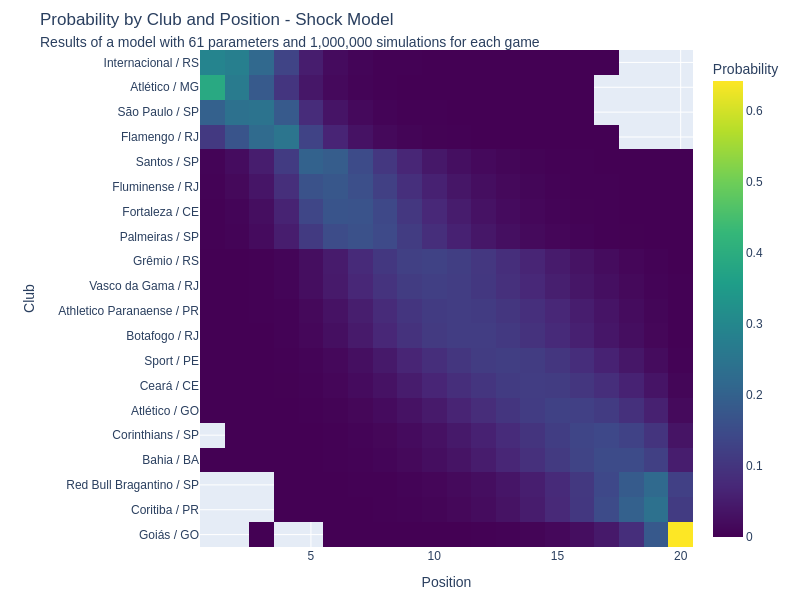 Probability by Club and Position - Shock Model
Results of a model with 61 parameters and 1,000,000 simulations for each game
Probability
Internacional / RS
Atlético / MG
São Paulo / SP
Flamengo / RJ
Santos / SP
Fluminense / RJ
Fortaleza / CE
Palmeiras / SP
Grêmio / RS
Vasco da Gama / RJ
Athletico Paranaense / PR
Botafogo / RJ
Sport / PE
Ceará / CE
Atlético / GO
Corinthians / SP
Bahia / BA
Red Bull Bragantino / SP
Coritiba / PR
Goiás / GO
Club
5
10
15
20
Position
0.6
0.5
0.4
0.3
0.2
0.1
0